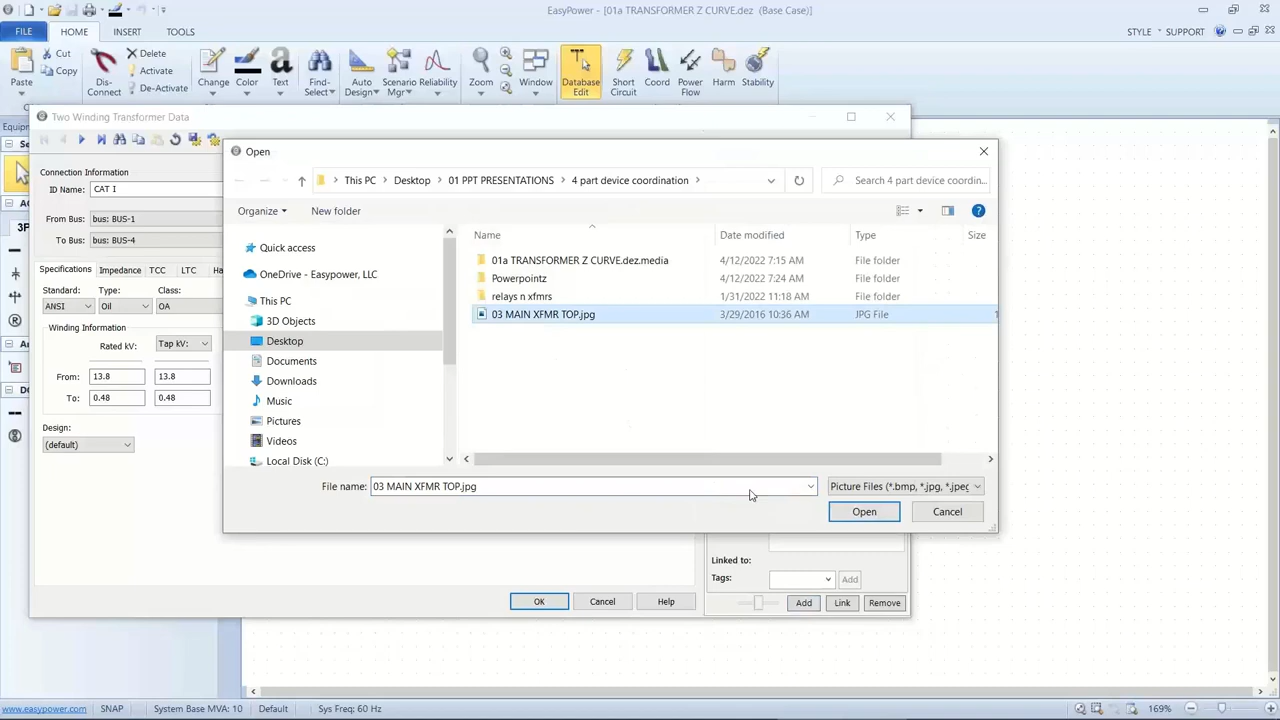 EasyPower - [01a TRANSFORMER Z CURVE.dez (Base Case)]
FILE HOME INSERT TOOLS STYLE SUPPORT
Paste Cut Copy Dis-Connect Delete Activate De-Activate Change Color Text Find-Select Auto Design Scenario Mgr Reliability Zoom Window Database Edit Short Circuit Coord Power Flow Harm Stability
Equip
Two Winding Transformer Data
Connection Information
ID Name: CAT I
From Bus: bus: BUS-1
To Bus: bus: BUS-4
Specifications Impedance TCC LTC Ha
Standard: Type: Class:
ANSI Oil OA
Winding Information
Rated kV: Tap kV:
From: 13.8 13.8
To: 0.48 0.48
Design:
(default)
Open
This PC Desktop 01 PPT PRESENTATIONS 4 part device coordination
Search 4 part device coordin...
Organize New folder
Quick access
OneDrive - Easypower, LLC
This PC
3D Objects
Desktop
Documents
Downloads
Music
Pictures
Videos
Local Disk (C:)
Name Date modified Type Size
01a TRANSFORMER Z CURVE.dez.media 4/12/2022 7:15 AM File folder
Powerpointz 4/12/2022 7:24 AM File folder
relays n xfmrs 1/31/2022 11:18 AM File folder
03 MAIN XFMR TOP.jpg 3/29/2016 10:36 AM JPG File 1
File name: 03 MAIN XFMR TOP.jpg Picture Files (*.bmp, *.jpg, *.jpeg
Open Cancel
Linked to:
Tags: Add
OK Cancel Help Add Link Remove
www.easypower.com SNAP System Base MVA: 10 Default Sys Freq: 60 Hz 169%